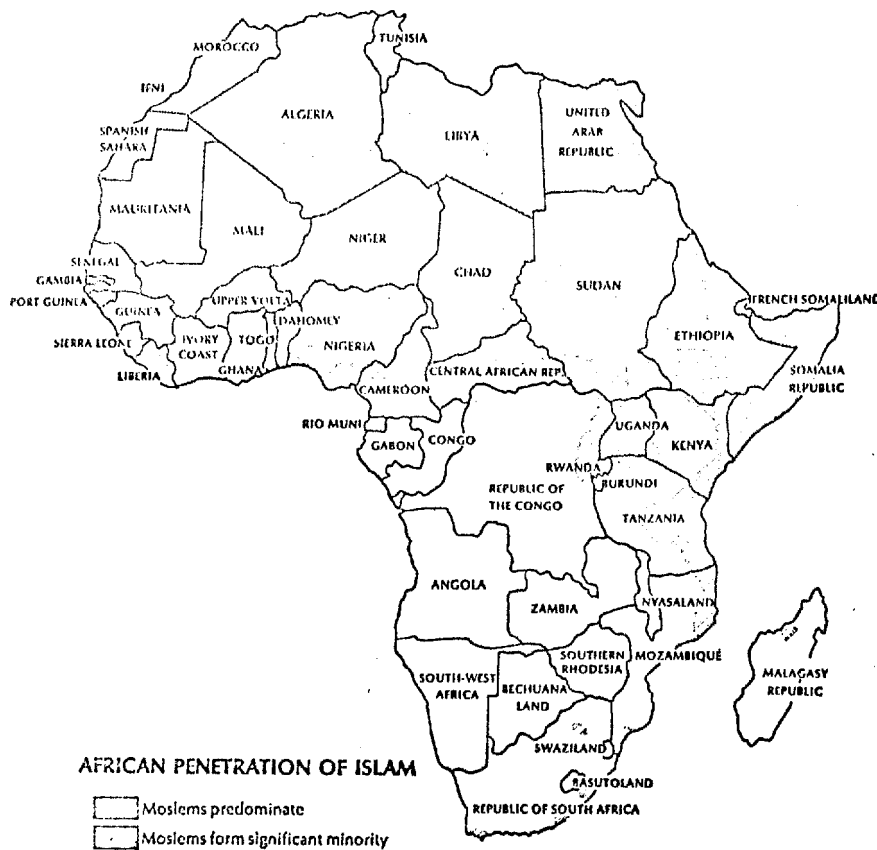 TUNISIA
MOROCCO
IFNI
ALGERIA
LIBYA
UNITED
ARAB
REPUBLIC
SPANISH
SAHARA
MAURITANIA
MALI
NIGER
CHAD
SUDAN
SENEGAL
GAMBIA
PORT GUINEA
GUINEA
UPPER VOLTA
DAHOMEY
FRENCH SOMALILAND
SIERRA LEONE
IVORY
COAST
TOGO
NIGERIA
ETHIOPIA
LIBERIA
GHANA
CENTRAL AFRICAN REP.
SOMALIA
REPUBLIC
CAMEROON
RIO MUNI
GABON
CONGO
UGANDA
KENYA
RWANDA
BURUNDI
REPUBLIC OF
THE CONGO
TANZANIA
ANGOLA
ZAMBIA
NYASALAND
SOUTHERN
RHODESIA
MOZAMBIQUÉ
MALAGASY
REPUBLIC
SOUTH-WEST
AFRICA
BECHUANA
LAND
SWAZILAND
BASUTOLAND
REPUBLIC OF SOUTH AFRICA
AFRICAN PENETRATION OF ISLAM
Moslems predominate
Moslems form significant minority